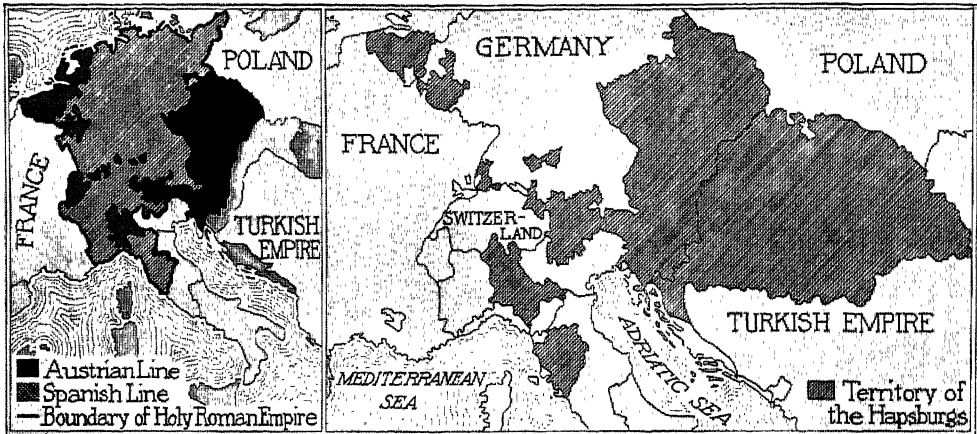 POLAND
FRANCE
TURKISH
EMPIRE
Austrian Line
Spanish Line
Boundary of Holy Roman Empire
GERMANY
POLAND
FRANCE
SWITZER-
LAND
TURKISH EMPIRE
ADRIATIC SEA
MEDITERRANEAN
SEA
Territory of
the Hapsburgs